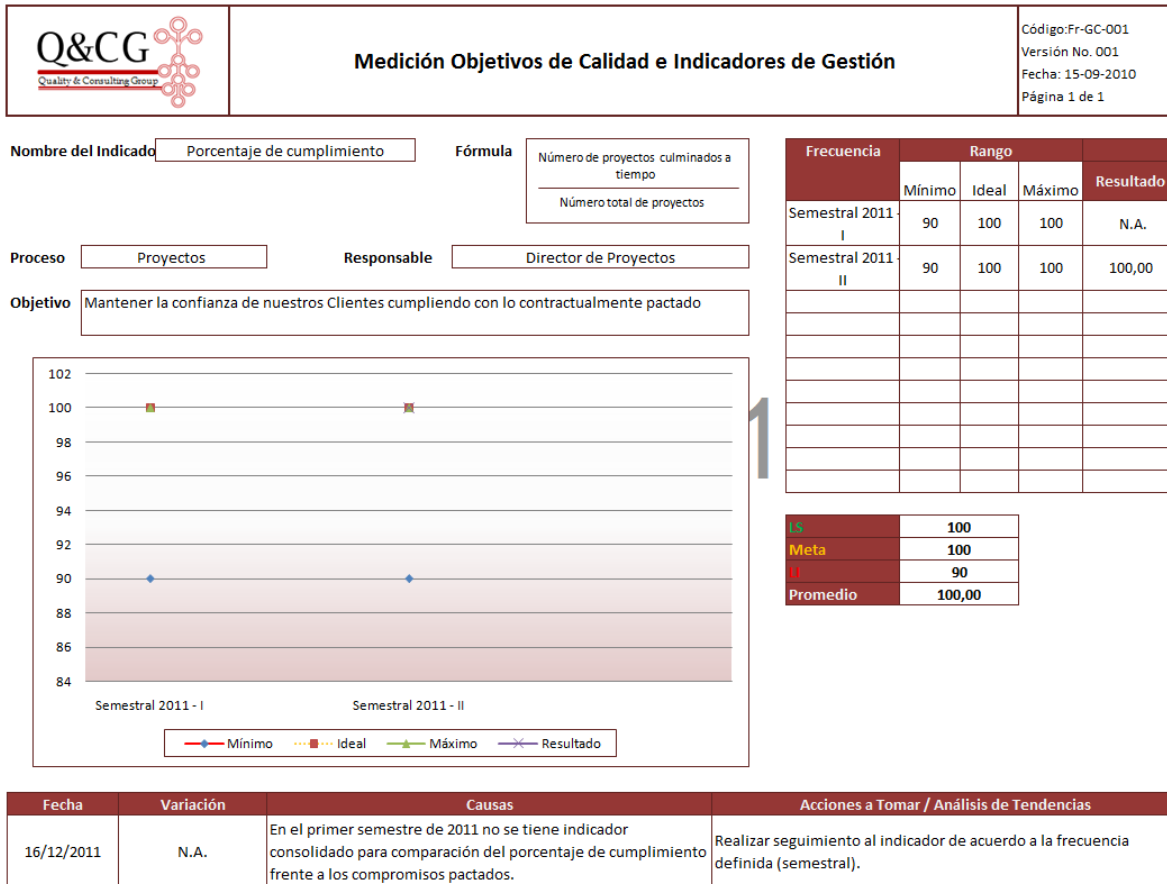 Q&CG
Quality & Consulting Group
Medición Objetivos de Calidad e Indicadores de Gestión
Código:Fr-GC-001
Versión No. 001
Fecha: 15-09-2010
Página 1 de 1
Nombre del Indicado Porcentaje de cumplimiento Fórmula
Número de proyectos culminados a
tiempo
Número total de proyectos
Proceso Proyectos Responsable Director de Proyectos
Objetivo Mantener la confianza de nuestros Clientes cumpliendo con lo contractualmente pactado
Frecuencia Rango
Mínimo Ideal Máximo Resultado
Semestral 2011 -
I 90 100 100 N.A.
Semestral 2011 -
II 90 100 100 100,00
102
100
98
96
94
92
90
88
86
84
Semestral 2011 - I Semestral 2011 - II
Mínimo Ideal Máximo Resultado
1
LS 100
Meta 100
LI 90
Promedio 100,00
Fecha Variación Causas Acciones a Tomar / Análisis de Tendencias
16/12/2011 N.A.
En el primer semestre de 2011 no se tiene indicador
consolidado para comparación del porcentaje de cumplimiento
frente a los compromisos pactados.
Realizar seguimiento al indicador de acuerdo a la frecuencia
definida (semestral).